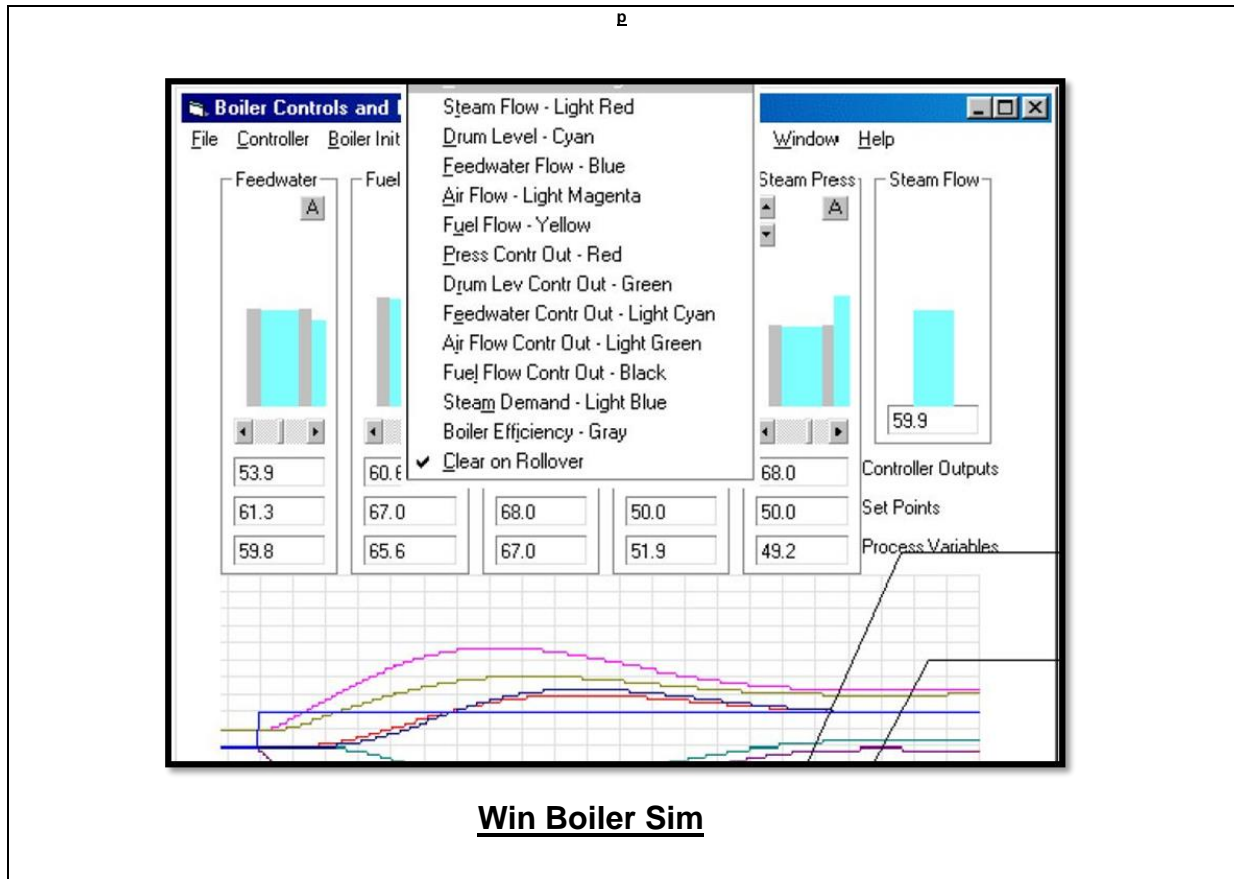 p
Boiler Controls and
File Controller Boiler Init Window Help
Steam Flow - Light Red
Drum Level - Cyan
Feedwater Flow - Blue
Air Flow - Light Magenta
Fuel Flow - Yellow
Press Contr Out - Red
Drum Lev Contr Out - Green
Feedwater Contr Out - Light Cyan
Air Flow Contr Out - Light Green
Fuel Flow Contr Out - Black
Steam Demand - Light Blue
Boiler Efficiency - Gray
Clear on Rollover
Feedwater Fuel Steam Press Steam Flow
A A
59.9
53.9 60.6 68.0 Controller Outputs
61.3 67.0 68.0 50.0 50.0 Set Points
59.8 65.6 67.0 51.9 49.2 Process Variables
Win Boiler Sim